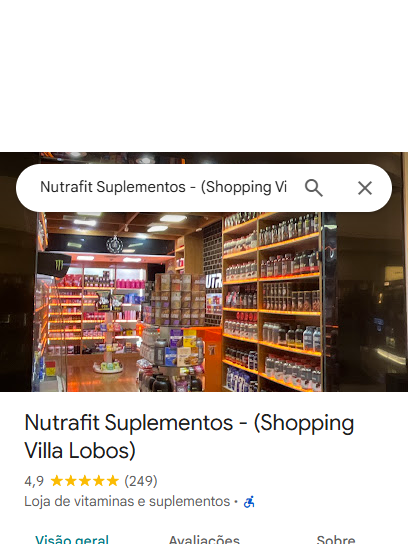 Nutrafit Suplementos - (Shopping Vi
UTR
Nutrafit Suplementos - (Shopping
Villa Lobos)
4,9 ★★★★★ (249)
Loja de vitaminas e suplementos •
Visão geral Avaliações Sobre